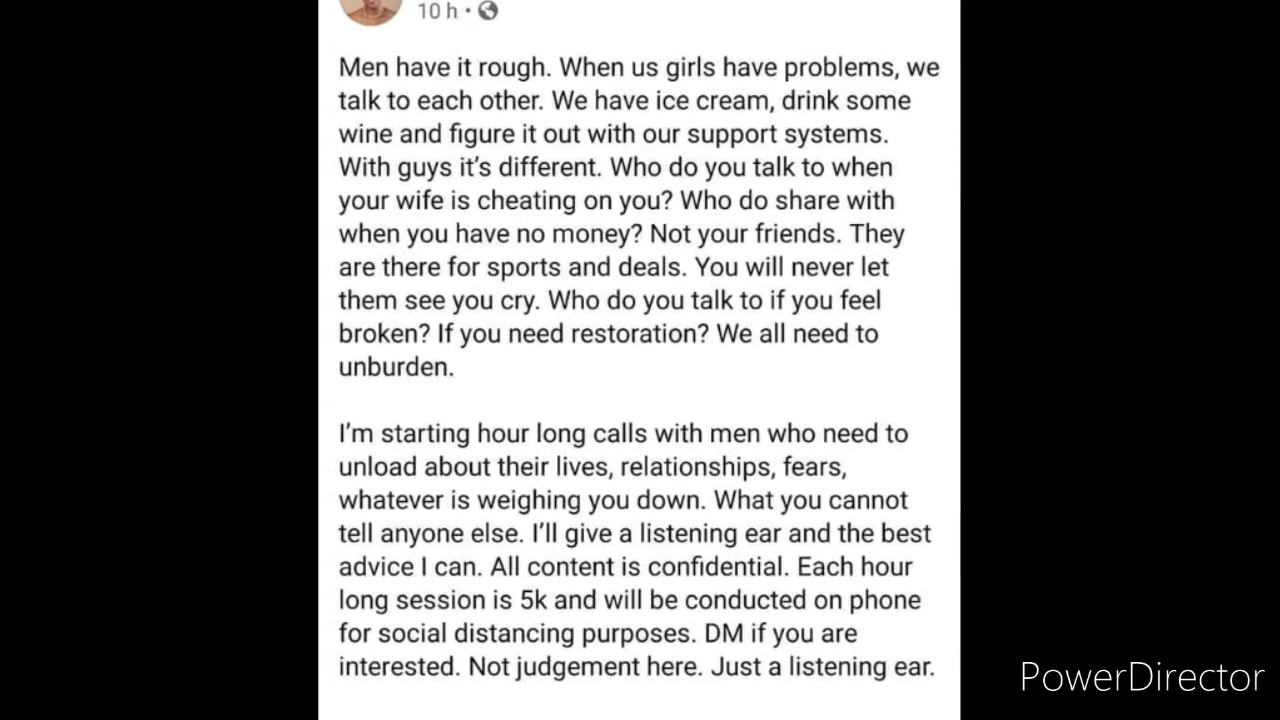 10 h •
Men have it rough. When us girls have problems, we
talk to each other. We have ice cream, drink some
wine and figure it out with our support systems.
With guys it's different. Who do you talk to when
your wife is cheating on you? Who do share with
when you have no money? Not your friends. They
are there for sports and deals. You will never let
them see you cry. Who do you talk to if you feel
broken? If you need restoration? We all need to
unburden.
I'm starting hour long calls with men who need to
unload about their lives, relationships, fears,
whatever is weighing you down. What you cannot
tell anyone else. I'll give a listening ear and the best
advice I can. All content is confidential. Each hour
long session is 5k and will be conducted on phone
for social distancing purposes. DM if you are
interested. Not judgement here. Just a listening ear.
PowerDirector